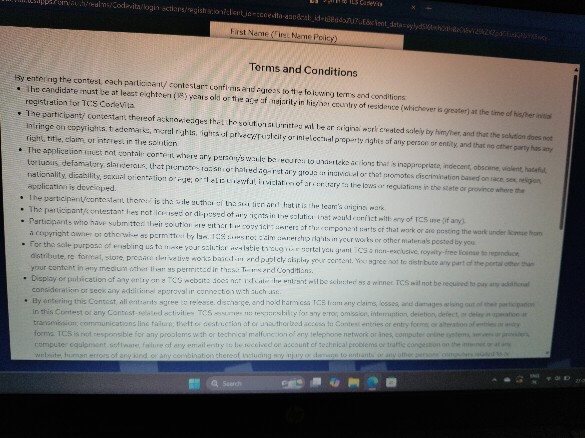 Sign in to TCS CodeVita
First Name (First Name Policy)
Terms and Conditions
By entering the contest, each participant/ contestant confirms and agrees to the following terms and conditions:
The candidate must be at least eighteen (18) years old or the age of majority in his/her country of residence (whichever is greater) at the time of his/her initial
registration for TCS CodeVita.
The participant/ contestant thereof acknowledges that the solution submitted will be an original work created solely by him/her, and that the solution does not
infringe on copyrights, trademarks, moral rights, rights of privacy/publicity or intellectual property rights of any person or entity, and that no other party has any
right, title, claim, or interest in the solution.
The application must not contain content where any person/s would be required to undertake actions that is inappropriate, indecent, obscene, violent, hateful,
tortuous, defamatory, slanderous, that promotes racism or hatred against any group or individual or that promotes discrimination based on race, sex, religion,
nationality, disability, sexual orientation or age; or that is unlawful, in violation of or contrary to the laws or regulations in the state or province where the
application is developed.
The participant/contestant thereof is the sole author of the solution and that it is the team's original work.
The participant/contestant has not licensed or disposed of any rights in the solution that would conflict with any of TCS use (if any).
Participants who have submitted their solution are either the copyright owners of the component parts of that work or are posting the work under license from
a copyright owner or otherwise as permitted by law. TCS does not claim ownership rights in your works or other materials posted by you.
For the sole purpose of enabling us to make your solution available through our portal you grant TCS a non-exclusive, royalty-free license to reproduce,
distribute, re-format, store, prepare derivative works based on and publicly display your content. You agree not to distribute any part of the portal other than
your content in any medium other than as permitted in these Terms and Conditions.
Display or publication of any entry on a TCS website does not indicate the entrant will be selected as a winner. TCS will not be required to pay any additional
consideration or seek any additional approval in connection with such use.
By entering this Contest, all entrants agree to release, discharge, and hold harmless TCS from any claims, losses, and damages arising out of their participation
in this Contest or any Contest-related activities. TCS assumes no responsibility for any error, omission, interruption, deletion, defect, or delay in operation or
transmission; communications line failure; theft or destruction of or unauthorized access to Contest entries or entry forms; or alteration of entries or entry
forms. TCS is not responsible for any problems with or technical malfunction of any telephone network or lines, computer online systems, servers or providers,
computer equipment, software, failure of any email entry to be received on account of technical problems or traffic congestion on the internet or at any
website, human errors of any kind, or any combination thereof, including any injury or damage to entrants' or any other persons' computers related to or
Search